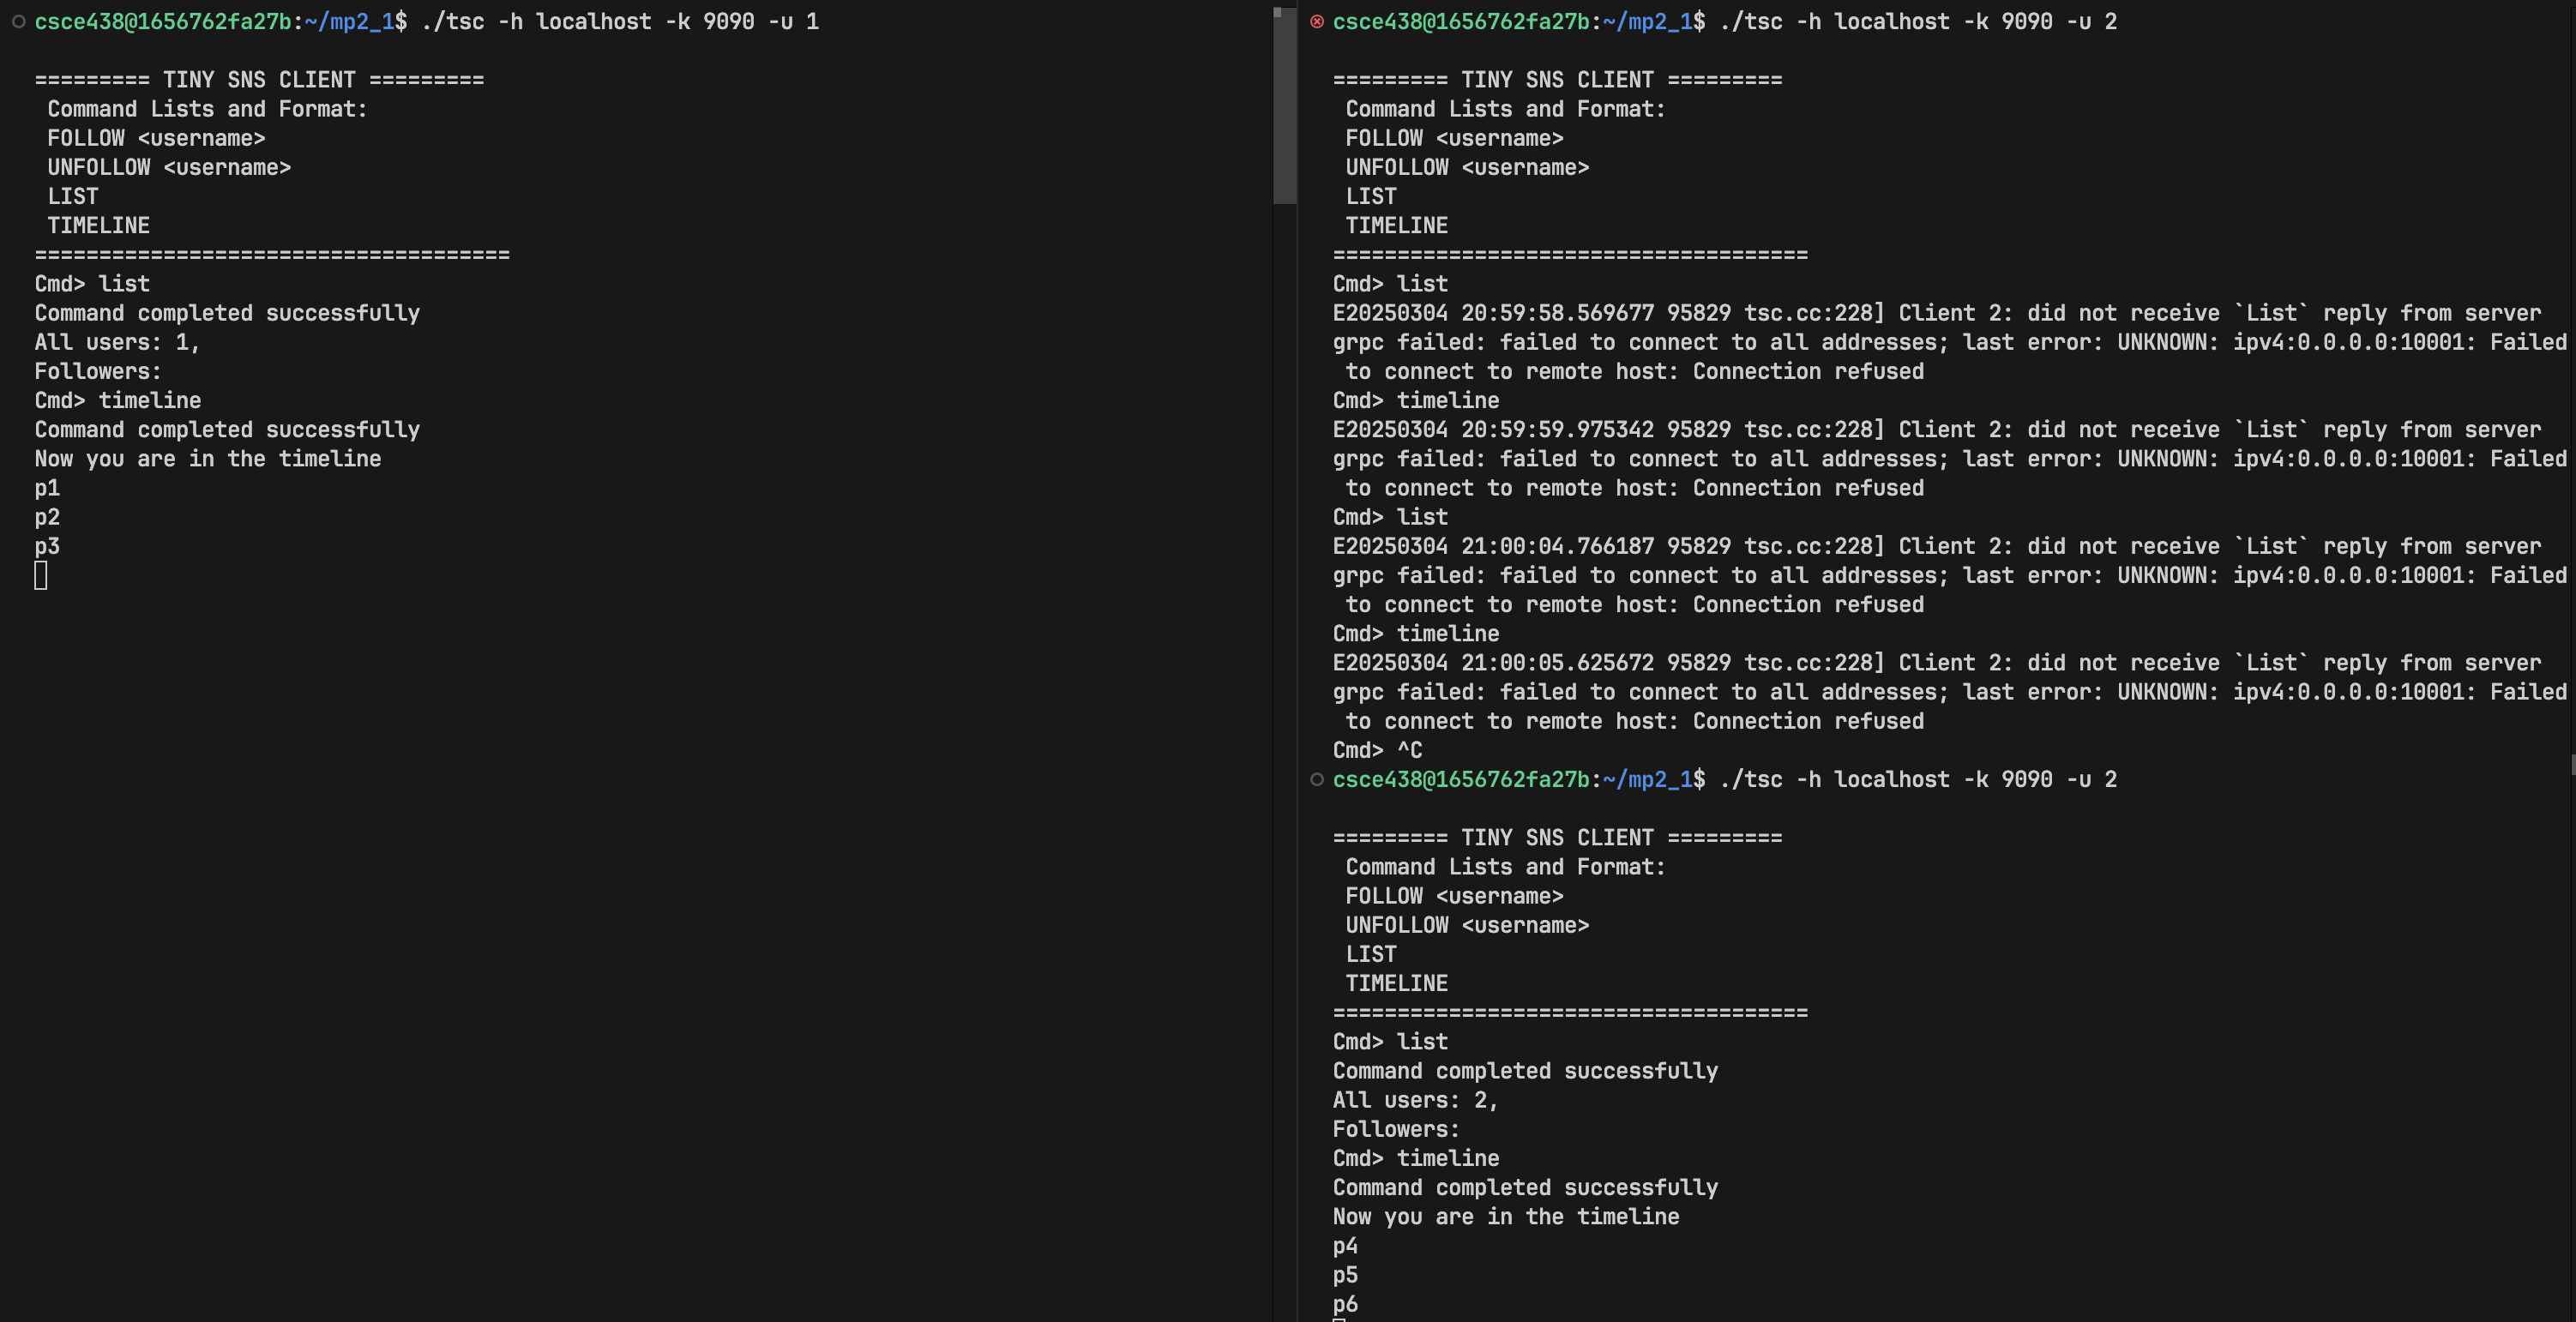 csce438@1656762fa27b:~/mp2_1$ ./tsc -h localhost -k 9090 -u 1

========= TINY SNS CLIENT =========
 Command Lists and Format:
 FOLLOW <username>
 UNFOLLOW <username>
 LIST
 TIMELINE
=====================================
Cmd> list
Command completed successfully
All users: 1,
Followers:
Cmd> timeline
Command completed successfully
Now you are in the timeline
p1
p2
p3
csce438@1656762fa27b:~/mp2_1$ ./tsc -h localhost -k 9090 -u 2

========= TINY SNS CLIENT =========
 Command Lists and Format:
 FOLLOW <username>
 UNFOLLOW <username>
 LIST
 TIMELINE
=====================================
Cmd> list
E20250304 20:59:58.569677 95829 tsc.cc:228] Client 2: did not receive `List` reply from server
grpc failed: failed to connect to all addresses; last error: UNKNOWN: ipv4:0.0.0.0:10001: Failed
 to connect to remote host: Connection refused
Cmd> timeline
E20250304 20:59:59.975342 95829 tsc.cc:228] Client 2: did not receive `List` reply from server
grpc failed: failed to connect to all addresses; last error: UNKNOWN: ipv4:0.0.0.0:10001: Failed
 to connect to remote host: Connection refused
Cmd> list
E20250304 21:00:04.766187 95829 tsc.cc:228] Client 2: did not receive `List` reply from server
grpc failed: failed to connect to all addresses; last error: UNKNOWN: ipv4:0.0.0.0:10001: Failed
 to connect to remote host: Connection refused
Cmd> timeline
E20250304 21:00:05.625672 95829 tsc.cc:228] Client 2: did not receive `List` reply from server
grpc failed: failed to connect to all addresses; last error: UNKNOWN: ipv4:0.0.0.0:10001: Failed
 to connect to remote host: Connection refused
Cmd> ^C
csce438@1656762fa27b:~/mp2_1$ ./tsc -h localhost -k 9090 -u 2

========= TINY SNS CLIENT =========
 Command Lists and Format:
 FOLLOW <username>
 UNFOLLOW <username>
 LIST
 TIMELINE
=====================================
Cmd> list
Command completed successfully
All users: 2,
Followers:
Cmd> timeline
Command completed successfully
Now you are in the timeline
p4
p5
p6